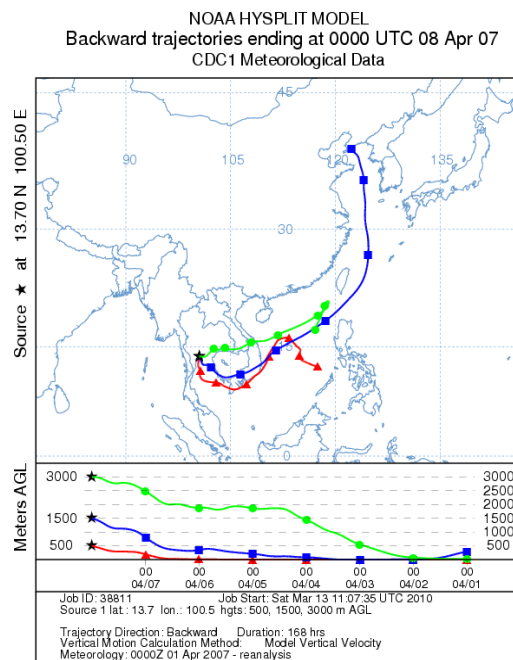 NOAA HYSPLIT MODEL
Backward trajectories ending at 0000 UTC 08 Apr 07
CDC1 Meteorological Data
Source ★ at 13.70 N 100.50 E
45
90 105 120 135
30
15
0
Meters AGL
3000 3000
2500
2000
1500 1500
1000
500 500
00 00 00 00 00 00 00
04/07 04/06 04/05 04/04 04/03 04/02 04/01
Job ID: 38811 Job Start: Sat Mar 13 11:07:35 UTC 2010
Source 1 lat.: 13.7 lon.: 100.5 hgts: 500, 1500, 3000 m AGL
Trajectory Direction: Backward Duration: 168 hrs
Vertical Motion Calculation Method: Model Vertical Velocity
Meteorology: 0000Z 01 Apr 2007 - reanalysis